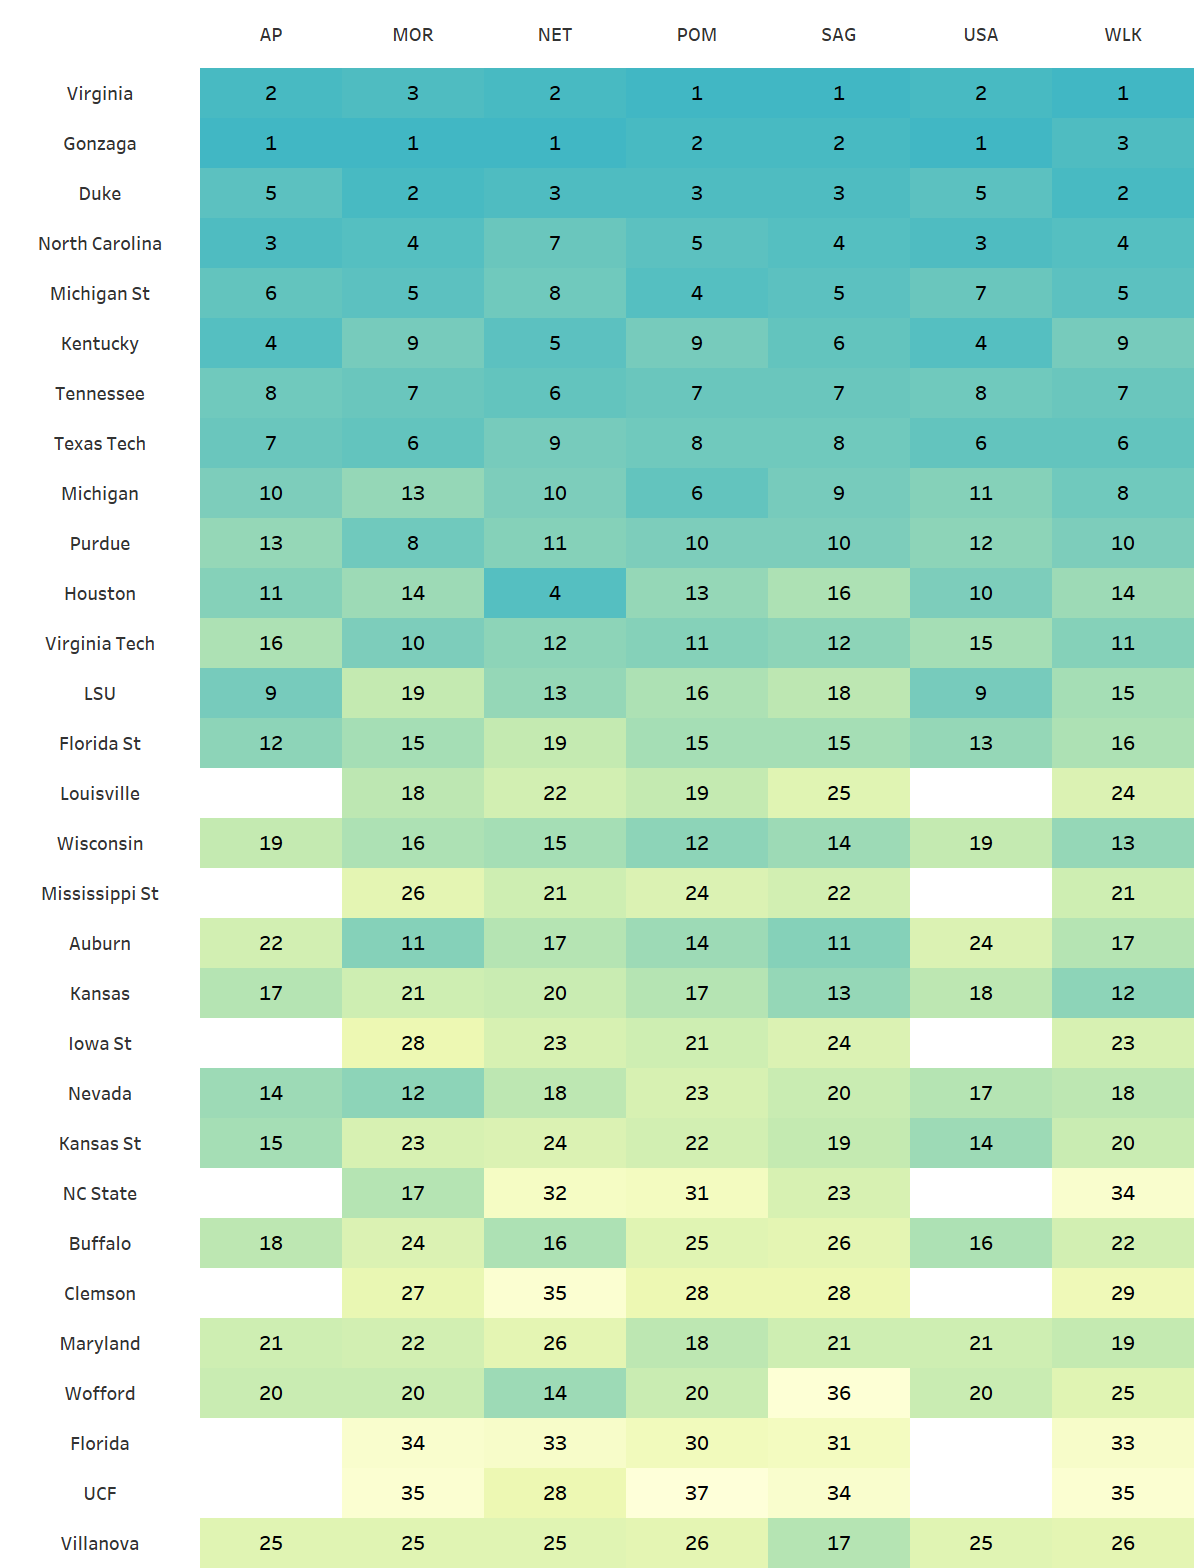 AP MOR NET POM SAG USA WLK
Virginia 2 3 2 1 1 2 1
Gonzaga 1 1 1 2 2 1 3
Duke 5 2 3 3 3 5 2
North Carolina 3 4 7 5 4 3 4
Michigan St 6 5 8 4 5 7 5
Kentucky 4 9 5 9 6 4 9
Tennessee 8 7 6 7 7 8 7
Texas Tech 7 6 9 8 8 6 6
Michigan 10 13 10 6 9 11 8
Purdue 13 8 11 10 10 12 10
Houston 11 14 4 13 16 10 14
Virginia Tech 16 10 12 11 12 15 11
LSU 9 19 13 16 18 9 15
Florida St 12 15 19 15 15 13 16
Louisville 18 22 19 25 24
Wisconsin 19 16 15 12 14 19 13
Mississippi St 26 21 24 22 21
Auburn 22 11 17 14 11 24 17
Kansas 17 21 20 17 13 18 12
Iowa St 28 23 21 24 23
Nevada 14 12 18 23 20 17 18
Kansas St 15 23 24 22 19 14 20
NC State 17 32 31 23 34
Buffalo 18 24 16 25 26 16 22
Clemson 27 35 28 28 29
Maryland 21 22 26 18 21 21 19
Wofford 20 20 14 20 36 20 25
Florida 34 33 30 31 33
UCF 35 28 37 34 35
Villanova 25 25 25 26 17 25 26